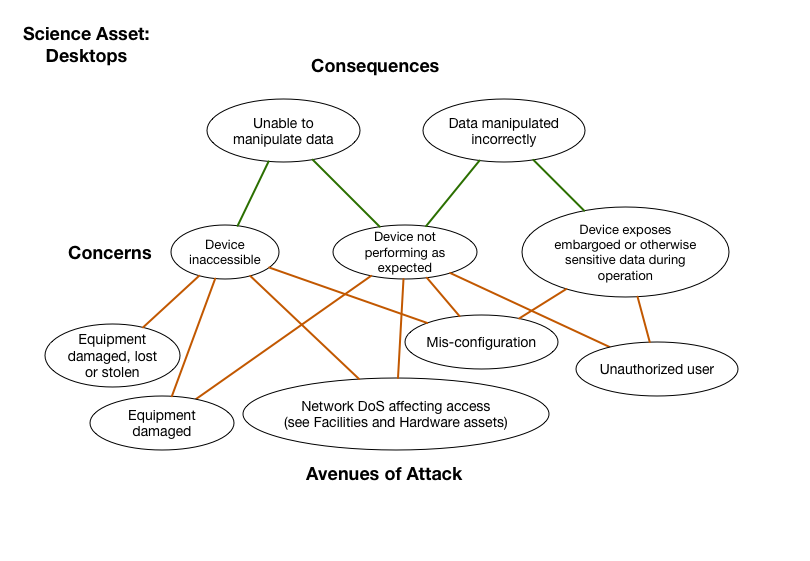 Science Asset:
Desktops
Consequences
Unable to
manipulate data
Data manipulated
incorrectly
Concerns
Device
inaccessible
Device not
performing as
expected
Device exposes
embargoed or otherwise
sensitive data during
operation
Equipment
damaged, lost
or stolen
Mis-configuration
Unauthorized user
Equipment
damaged
Network DoS affecting access
(see Facilities and Hardware assets)
Avenues of Attack